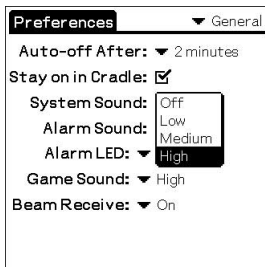 Preferences ▼ General
Auto-off After: ▼ 2 minutes
Stay on in Cradle: ☑
System Sound: Off
Low
Alarm Sound: Medium
Alarm LED: ▼ High
Game Sound: ▼ High
Beam Receive: ▼ On